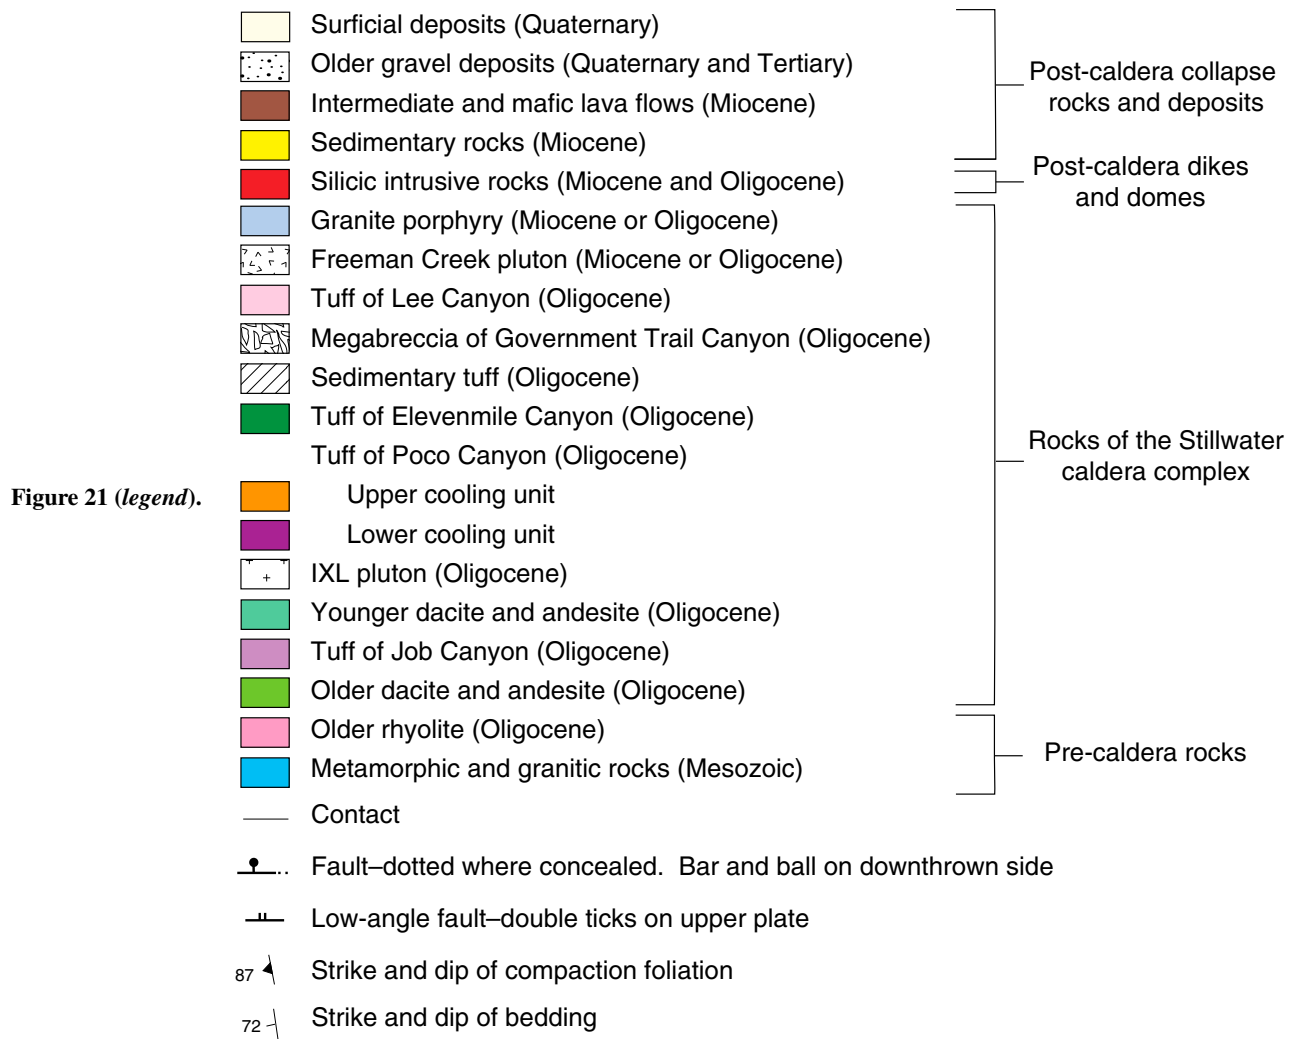 Surficial deposits (Quaternary)
Older gravel deposits (Quaternary and Tertiary)
Intermediate and mafic lava flows (Miocene)
Sedimentary rocks (Miocene)
Post-caldera collapse
rocks and deposits
Silicic intrusive rocks (Miocene and Oligocene)
Post-caldera dikes
and domes
Granite porphyry (Miocene or Oligocene)
Freeman Creek pluton (Miocene or Oligocene)
Tuff of Lee Canyon (Oligocene)
Megabreccia of Government Trail Canyon (Oligocene)
Sedimentary tuff (Oligocene)
Tuff of Elevenmile Canyon (Oligocene)
Tuff of Poco Canyon (Oligocene)
Upper cooling unit
Lower cooling unit
IXL pluton (Oligocene)
Younger dacite and andesite (Oligocene)
Tuff of Job Canyon (Oligocene)
Older dacite and andesite (Oligocene)
Rocks of the Stillwater
caldera complex
Older rhyolite (Oligocene)
Metamorphic and granitic rocks (Mesozoic)
Pre-caldera rocks
Contact
Fault–dotted where concealed. Bar and ball on downthrown side
Low-angle fault–double ticks on upper plate
87 Strike and dip of compaction foliation
72 Strike and dip of bedding
Figure 21 (legend).